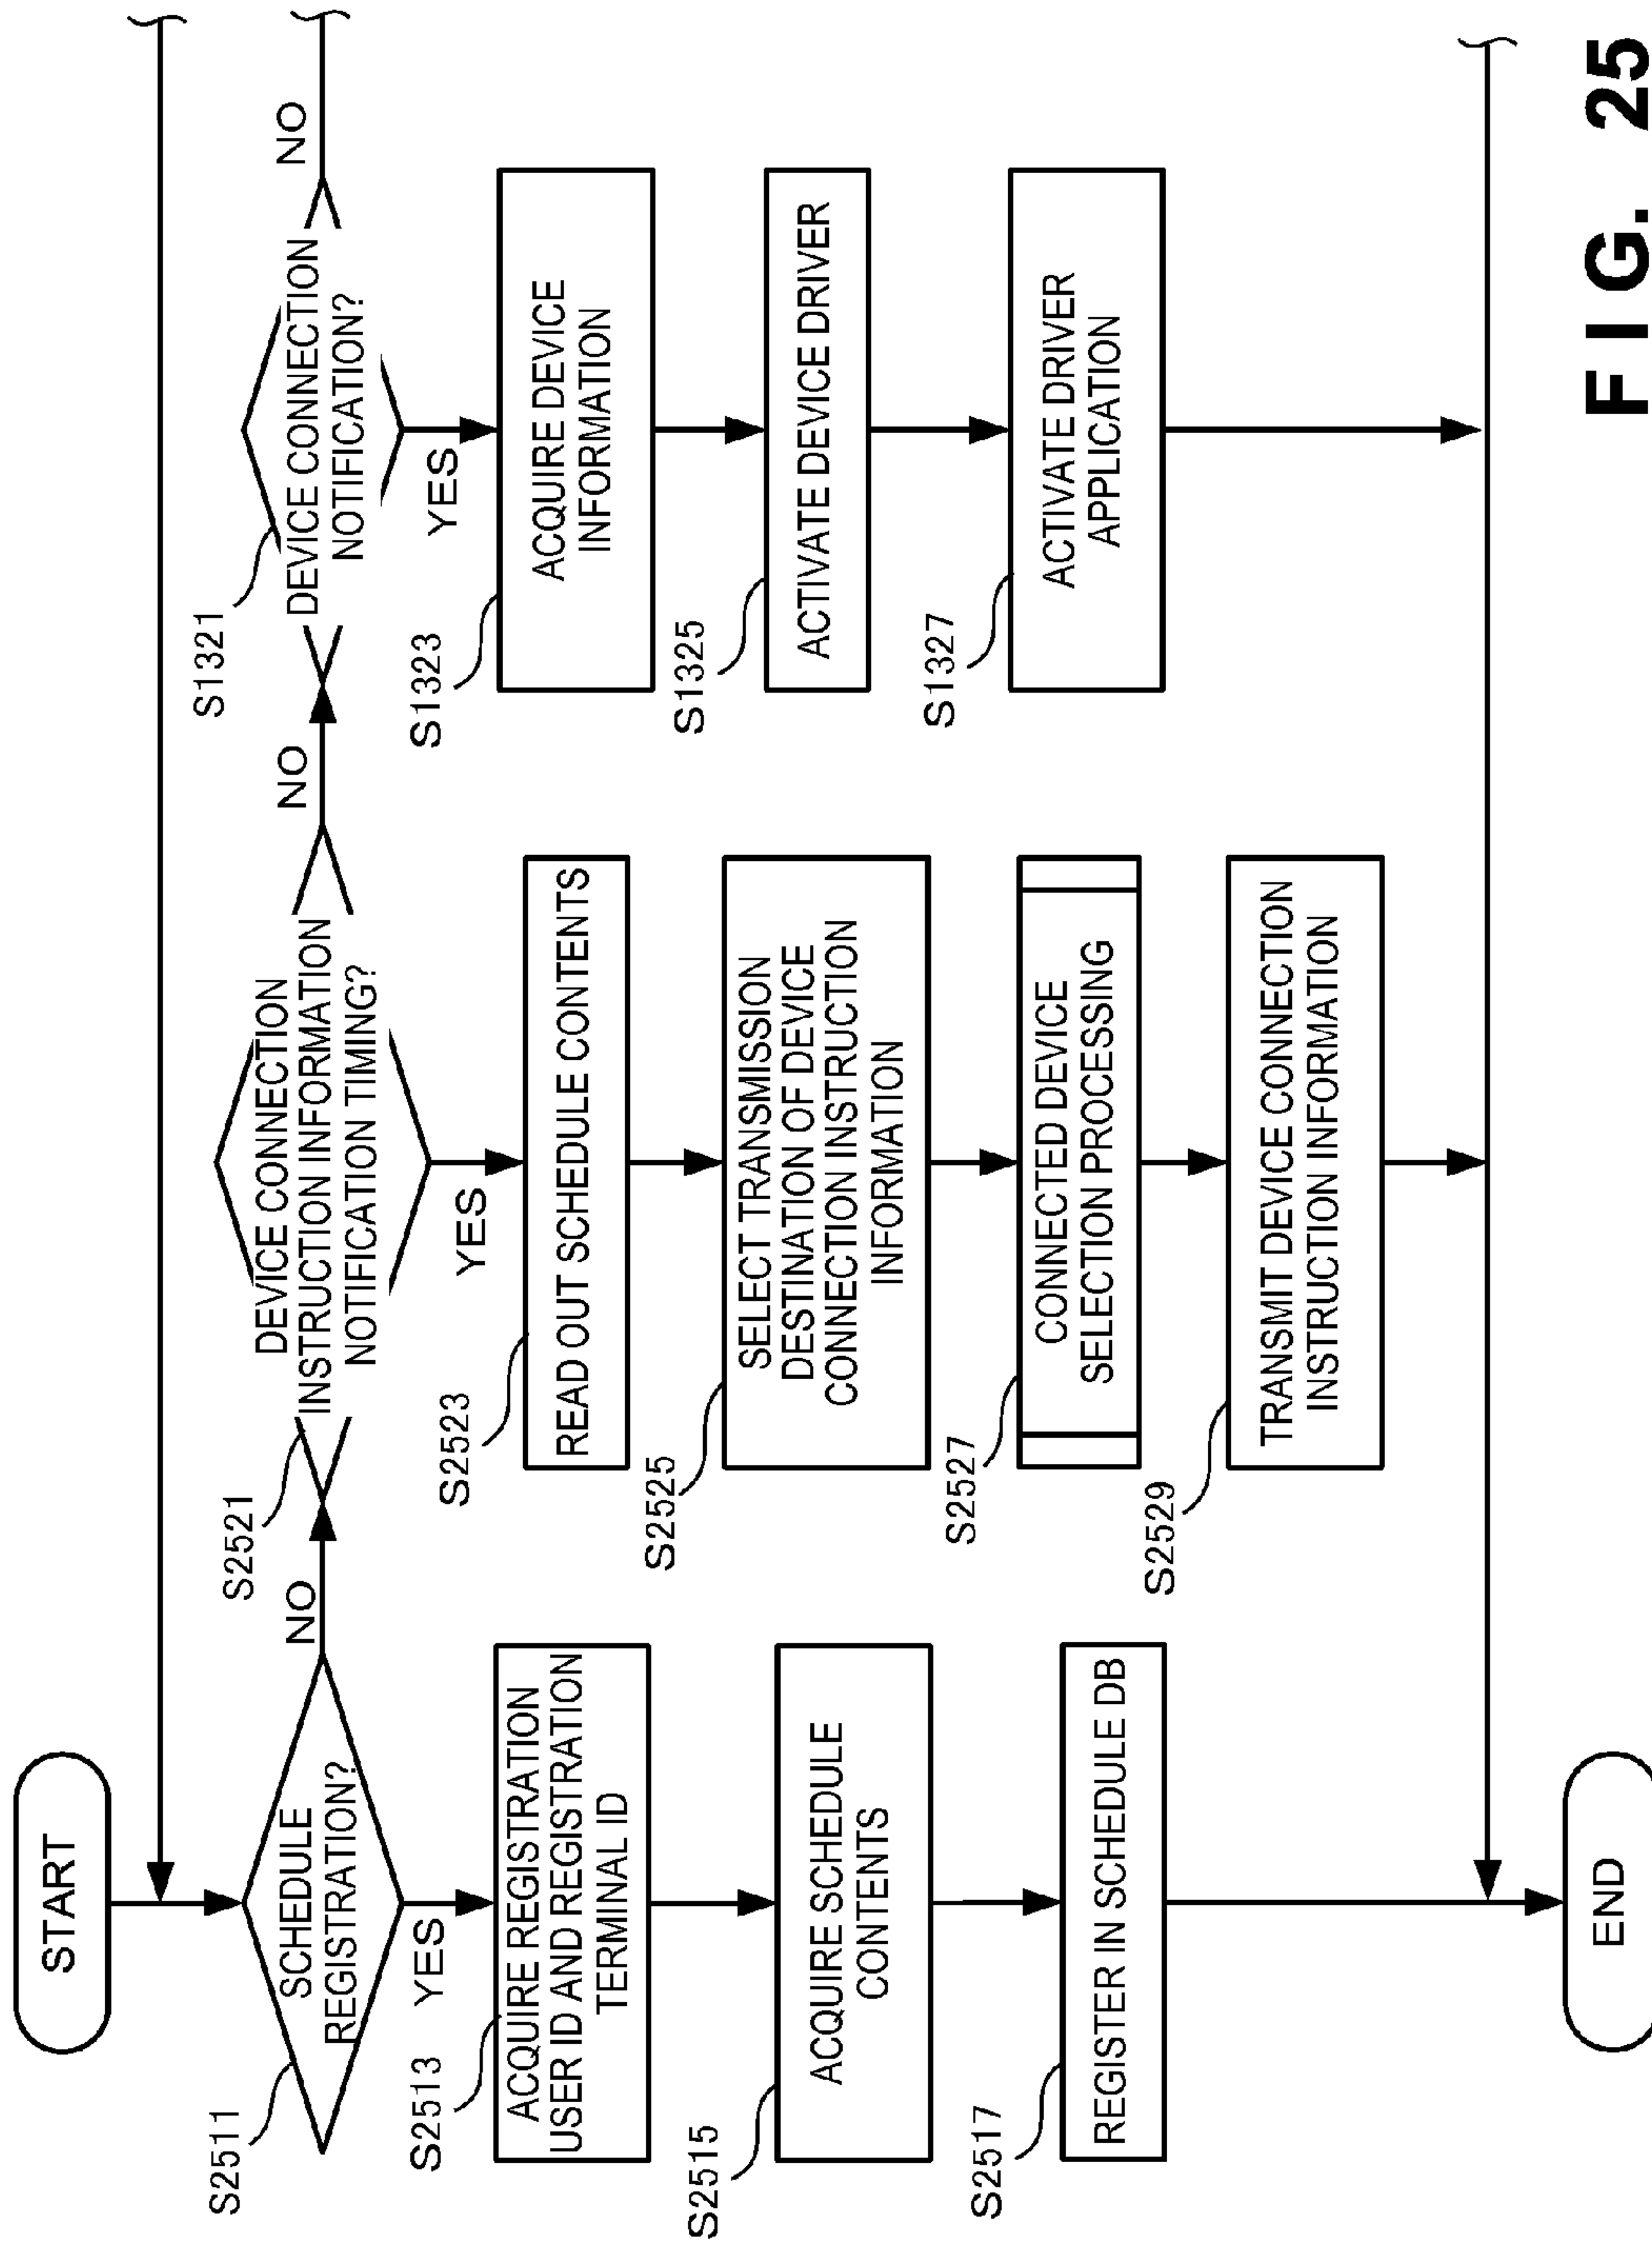 START
S2511
SCHEDULE
REGISTRATION?
NO
YES
S2513
ACQUIRE REGISTRATION
USER ID AND REGISTRATION
TERMINAL ID
S2515
ACQUIRE SCHEDULE
CONTENTS
S2517
REGISTER IN SCHEDULE DB
END
S2521
DEVICE CONNECTION
INSTRUCTION INFORMATION
NOTIFICATION TIMING?
NO
YES
S2523
READ OUT SCHEDULE CONTENTS
S2525
SELECT TRANSMISSION
DESTINATION OF DEVICE
CONNECTION INSTRUCTION
INFORMATION
S2527
CONNECTED DEVICE
SELECTION PROCESSING
S2529
TRANSMIT DEVICE CONNECTION
INSTRUCTION INFORMATION
S1321
DEVICE CONNECTION
NOTIFICATION?
NO
YES
S1323
ACQUIRE DEVICE
INFORMATION
S1325
ACTIVATE DEVICE DRIVER
S1327
ACTIVATE DRIVER
APPLICATION
FIG. 25